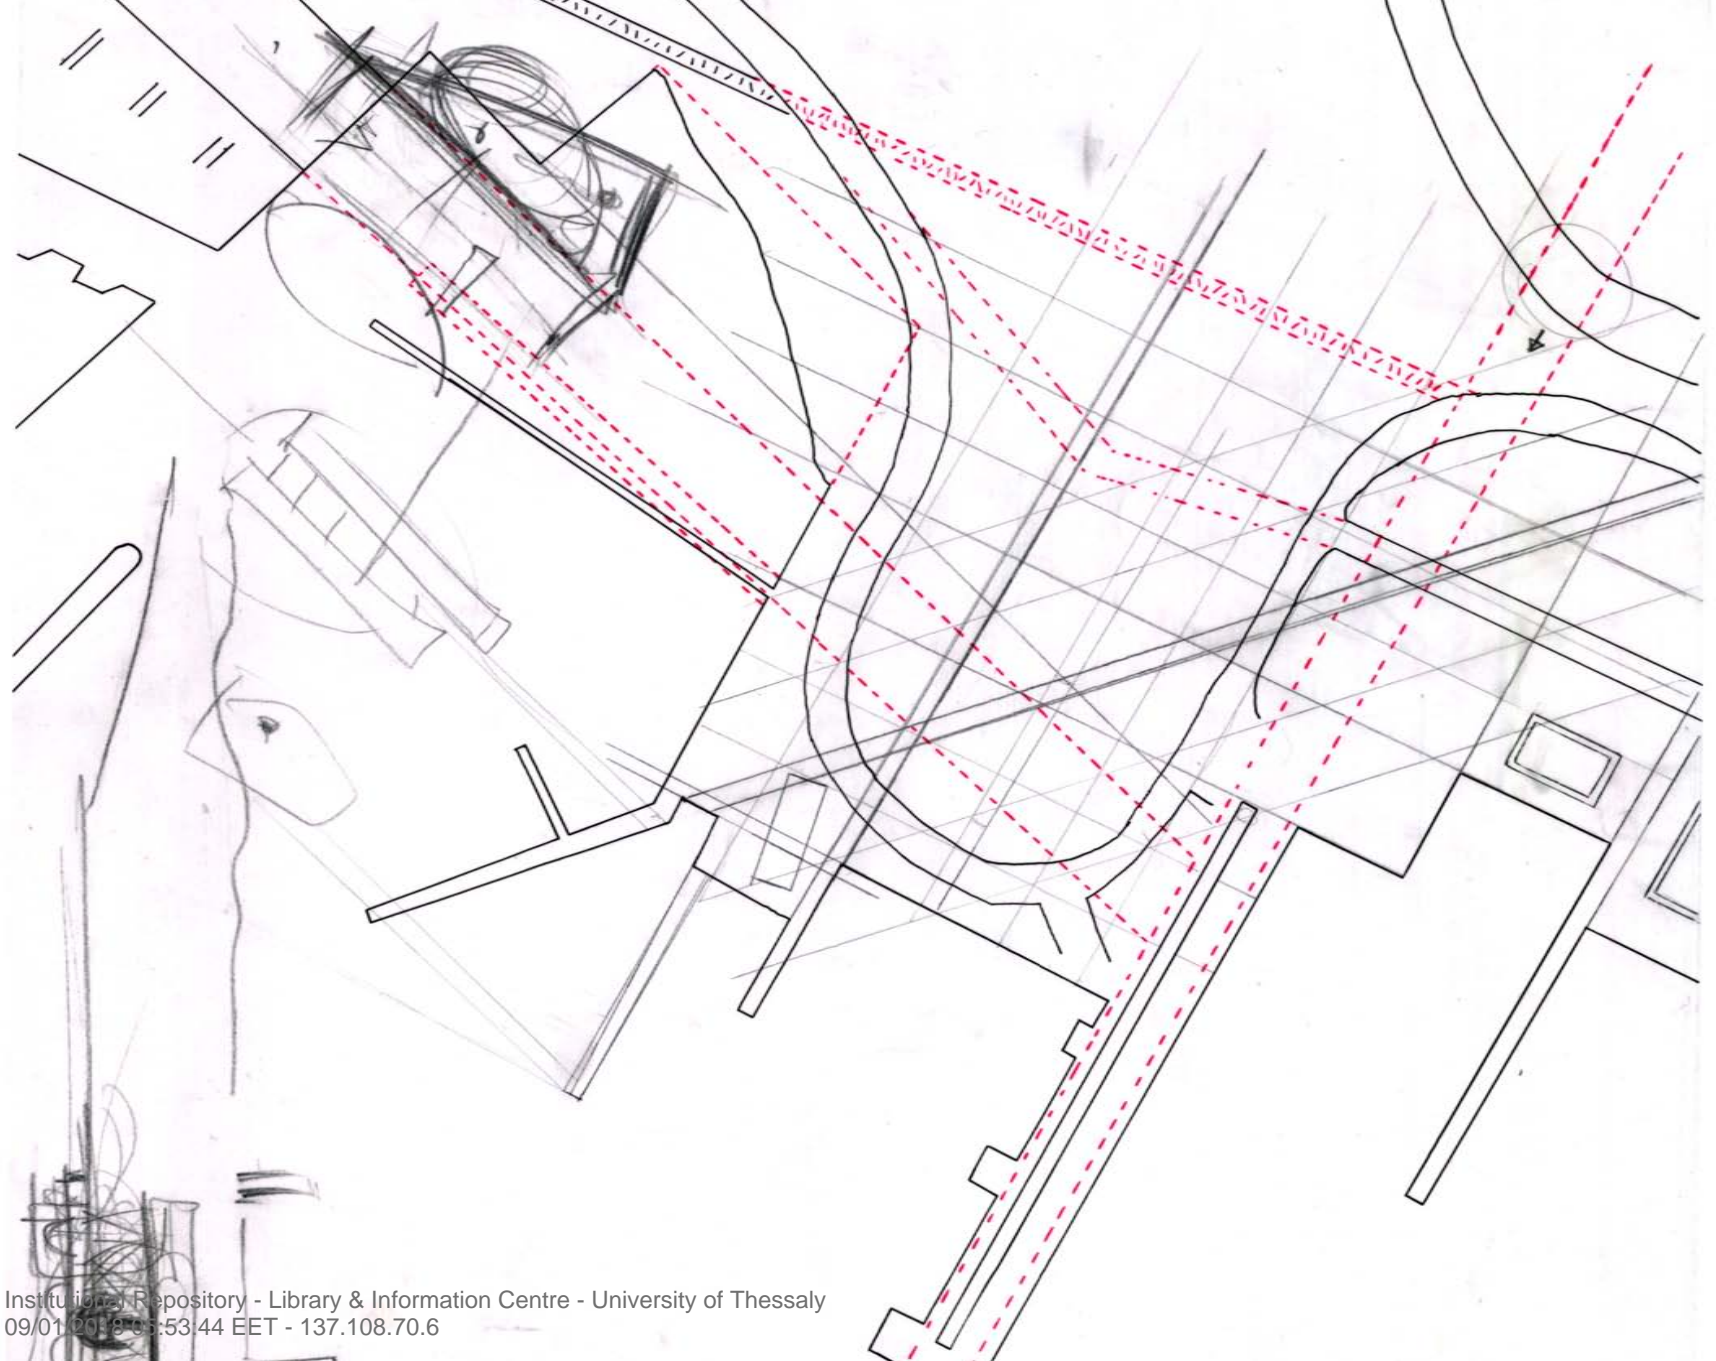 Institutional Repository - Library & Information Centre - University of Thessaly
09/01/2018 05:53:44 EET - 137.108.70.6